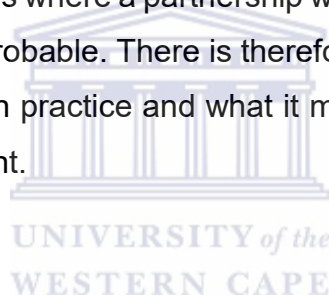 s where a partnership w
robable. There is therefo
n practice and what it m
nt.
UNIVERSITY of the
WESTERN CAPE